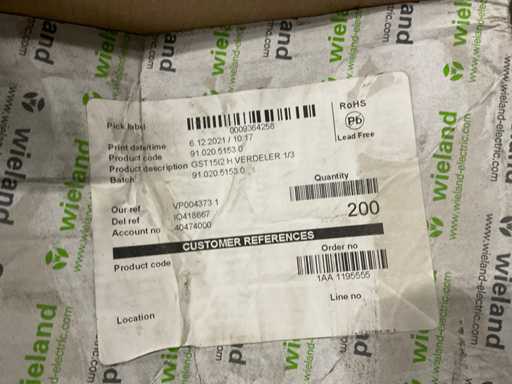 wieland
www.wieland-electric.com
Pick label
0009364258
RoHS
Pb
Lead Free
Print date/time 6.12.2021 / 10:17
Product code 91.020.5153.0
Product description GST15I2 H VERDELER 1/3
Batch 91.020.5153.0
Quantity
200
Our ref VP004373 1
Del ref IO418667
Account no 40474000
CUSTOMER REFERENCES
Product code
Order no
1AA 1195555
Line no
Location